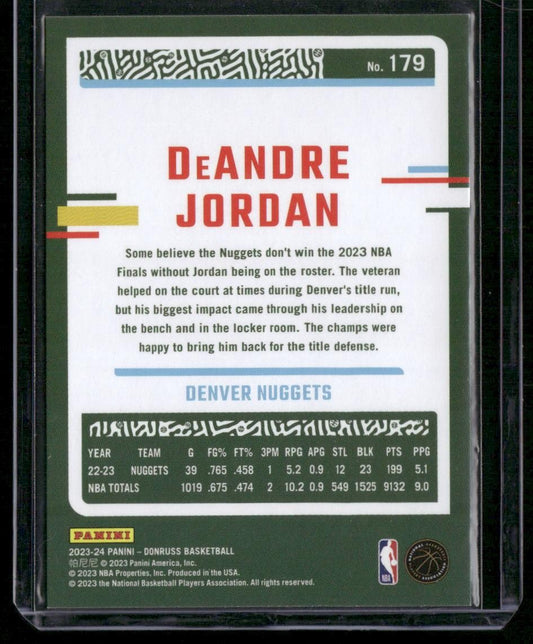 No. 179
DeANDRE
JORDAN
Some believe the Nuggets don't win the 2023 NBA
Finals without Jordan being on the roster. The veteran
helped on the court at times during Denver's title run,
but his biggest impact came through his leadership on
the bench and in the locker room. The champs were
happy to bring him back for the title defense.
DENVER NUGGETS
YEAR TEAM G FG% FT% 3PM RPG APG STL BLK PTS PPG
22-23 NUGGETS 39 .765 .458 1 5.2 0.9 12 23 199 5.1
NBA TOTALS 1019 .675 .474 2 10.2 0.9 549 1525 9132 9.0
PANINI
2023-24 PANINI – DONRUSS BASKETBALL
帕尼尼 © 2023 Panini America, Inc.
© 2023 NBA Properties, Inc. Produced in the USA.
© 2023 the National Basketball Players Association. All rights reserved.
NBA